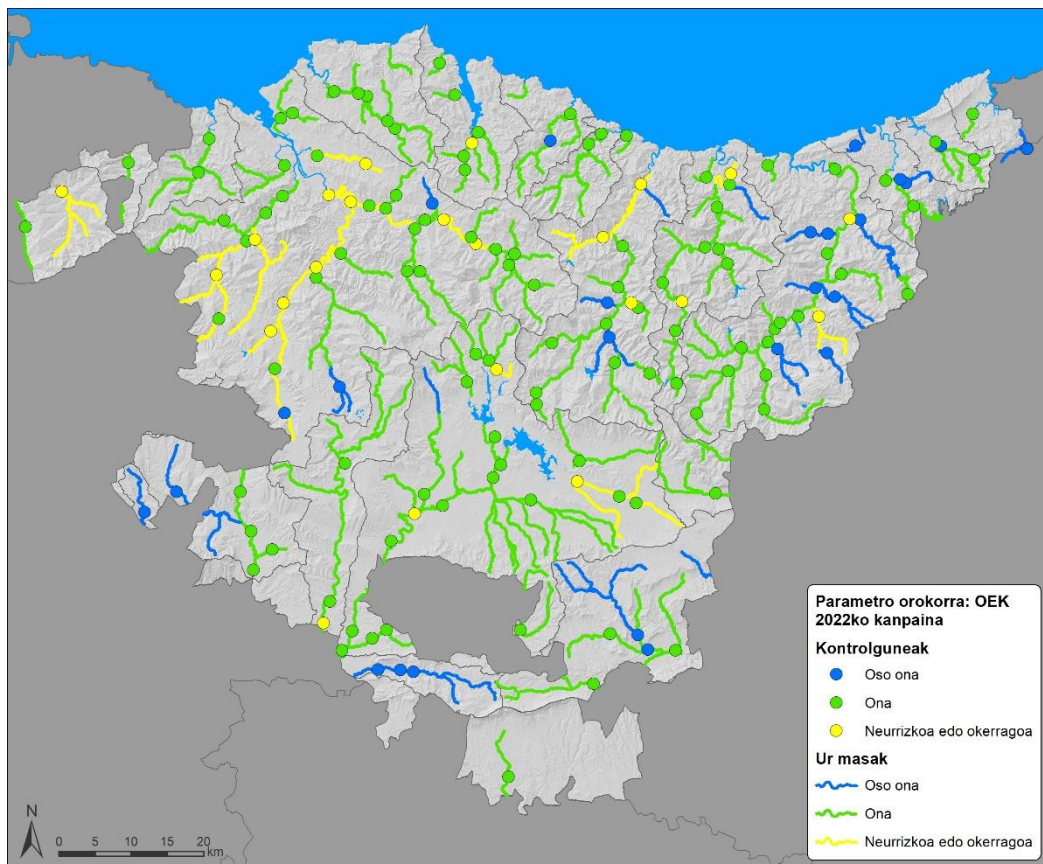 Parametro orokorra: OEK
2022ko kanpaina
Kontrolguneak
Oso ona
Ona
Neurrizkoa edo okerragoa
Ur masak
Oso ona
Ona
Neurrizkoa edo okerragoa
N
0 5 10 15 20
km